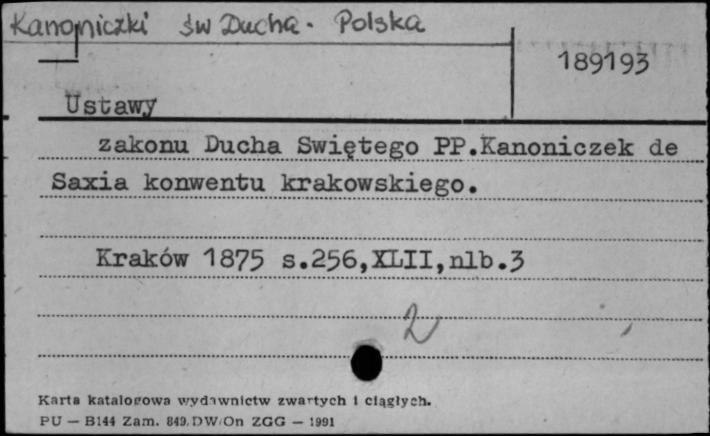 Kanoniczki św Ducha. Polska
189193
Ustawy
zakonu Ducha Swiętego PP.Kanoniczek de
Saxia konwentu krakowskiego.
Kraków 1875 s.256,XLII,nlb.3
2
Karta katalogowa wydawnictw zwartych i ciągłych.
PU — B144 Zam. 849.DW/On ZGG — 1991